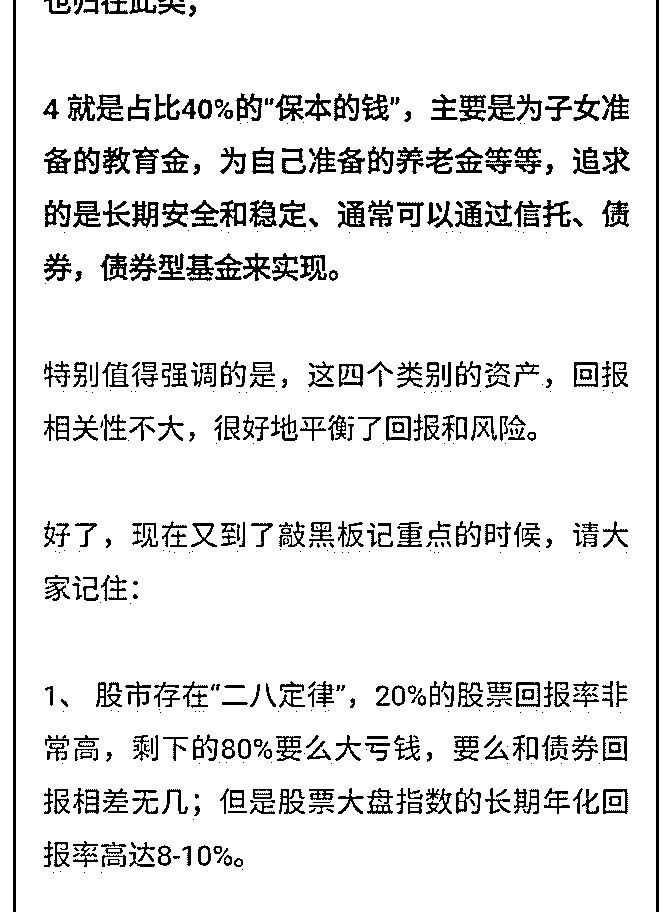 也归在此类，
4 就是占比40%的“保本的钱”，主要是为子女准
备的教育金，为自己准备的养老金等等，追求
的是长期安全和稳定、通常可以通过信托、债
券，债券型基金来实现。
特别值得强调的是，这四个类别的资产，回报
相关性不大，很好地平衡了回报和风险。
好了，现在又到了敲黑板记重点的时候，请大
家记住：
1、 股市存在“二八定律”，20%的股票回报率非
常高，剩下的80%要么大亏钱，要么和债券回
报相差无几；但是股票大盘指数的长期年化回
报率高达8-10%。